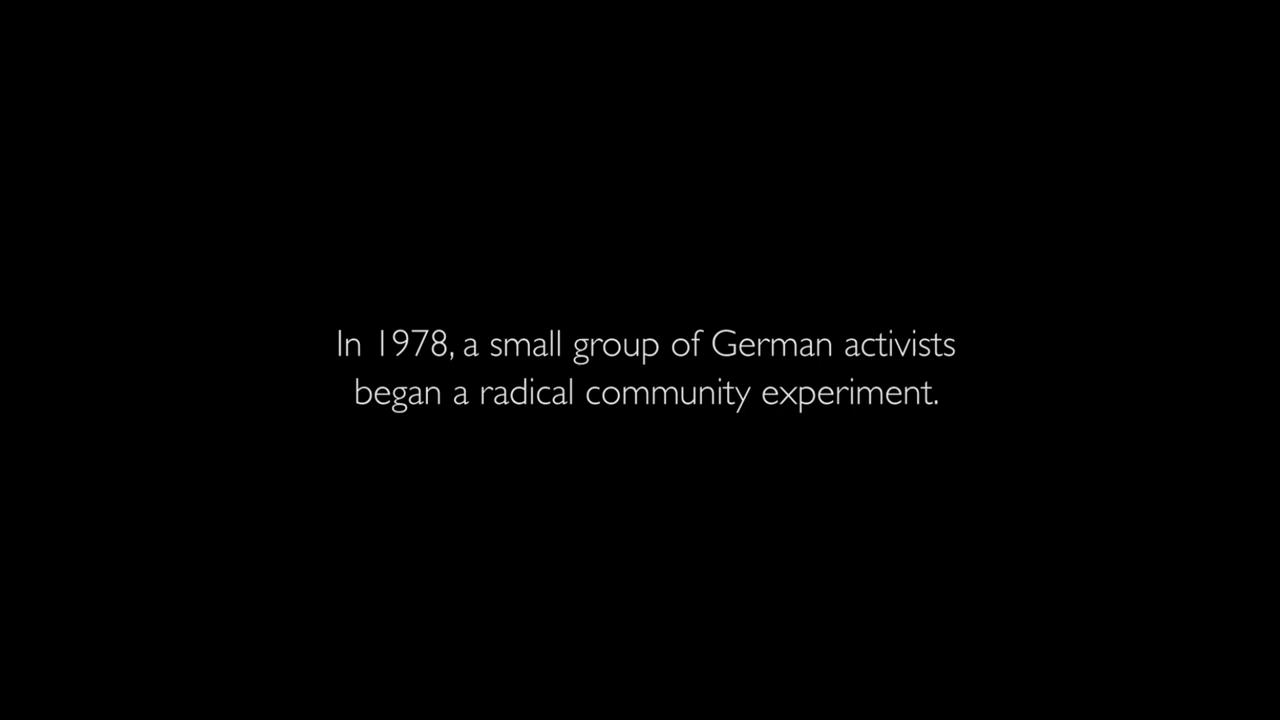 In 1978, a small group of German activists
began a radical community experiment.